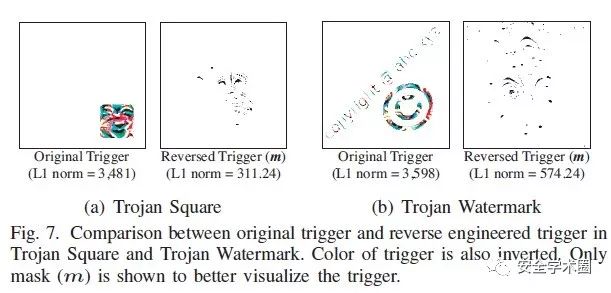 copyright @ abc.xyz
Original Trigger
(L1 norm = 3,481)
Reversed Trigger (m)
(L1 norm = 311.24)
Original Trigger
(L1 norm = 3,598)
Reversed Trigger (m)
(L1 norm = 574.24)
(a) Trojan Square
(b) Trojan Watermark
Fig. 7. Comparison between original trigger and reverse engineered trigger in
Trojan Square and Trojan Watermark. Color of trigger is also inverted. Only
mask (m) is shown to better visualize the trigger.
安全学术圈